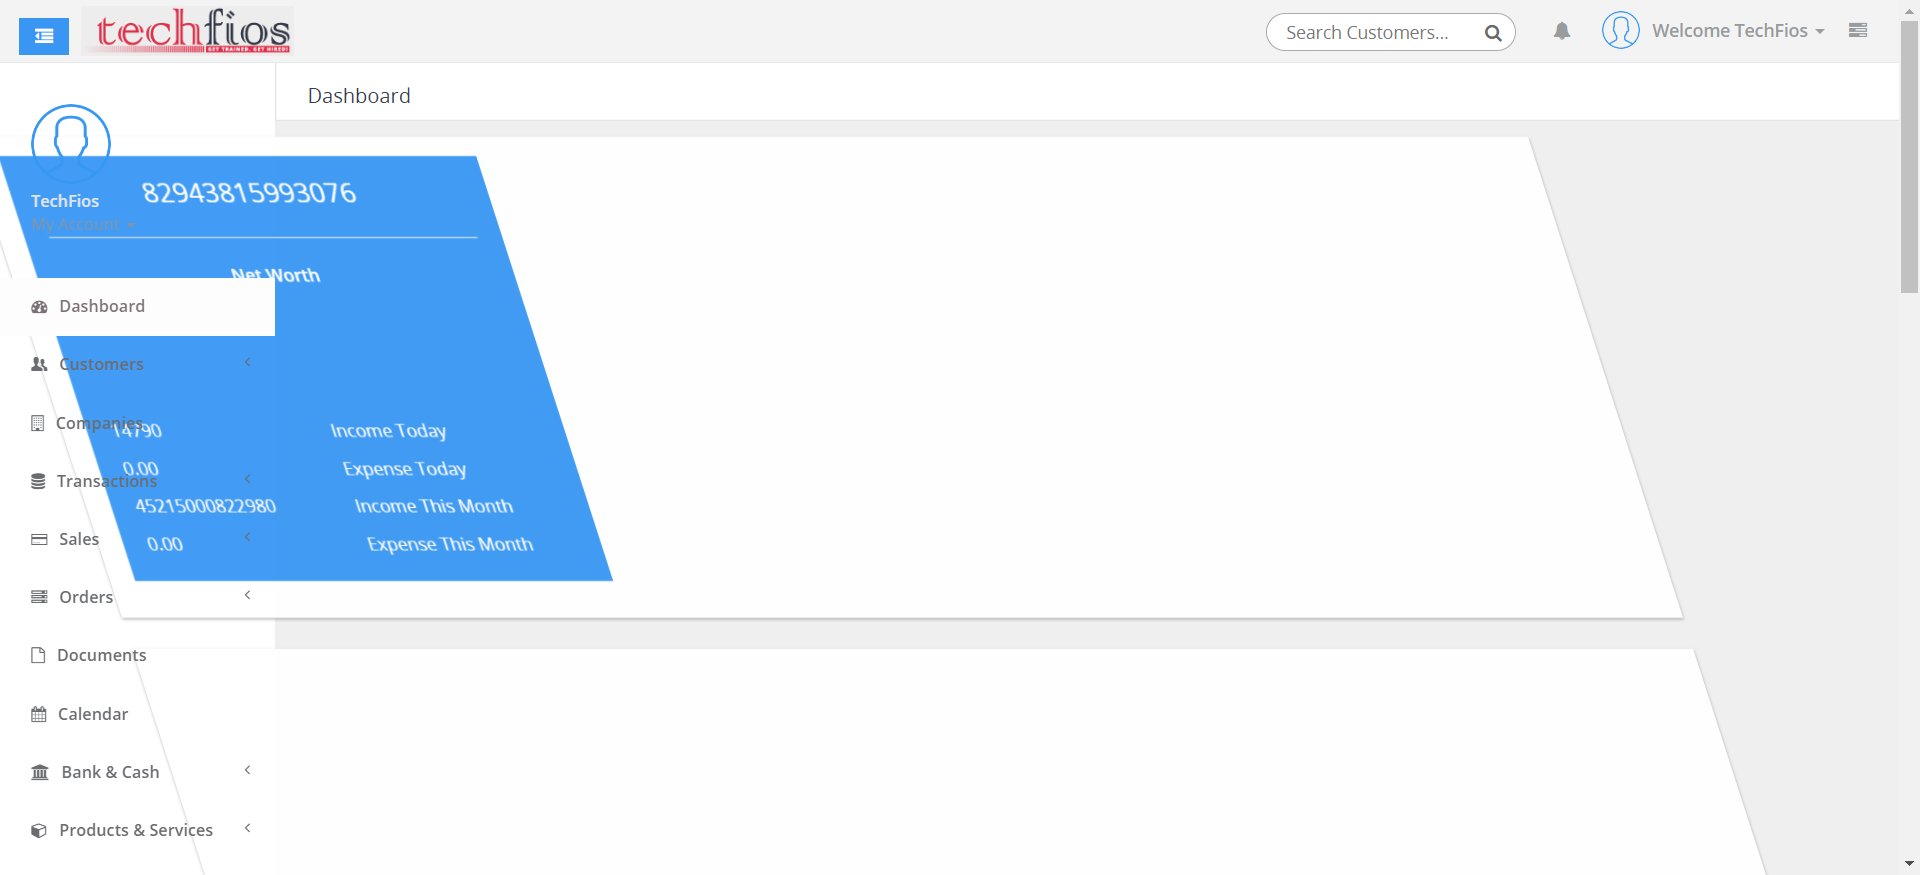 techfios
GET TRAINED. GET HIRED!
Search Customers...
Welcome TechFios
Dashboard
TechFios
My Account
82943815993076
Net Worth
Dashboard
Customers
Companies
Transactions
Sales
Orders
Documents
Calendar
Bank & Cash
Products & Services
14790 Income Today
0.00 Expense Today
45215000822980 Income This Month
0.00 Expense This Month